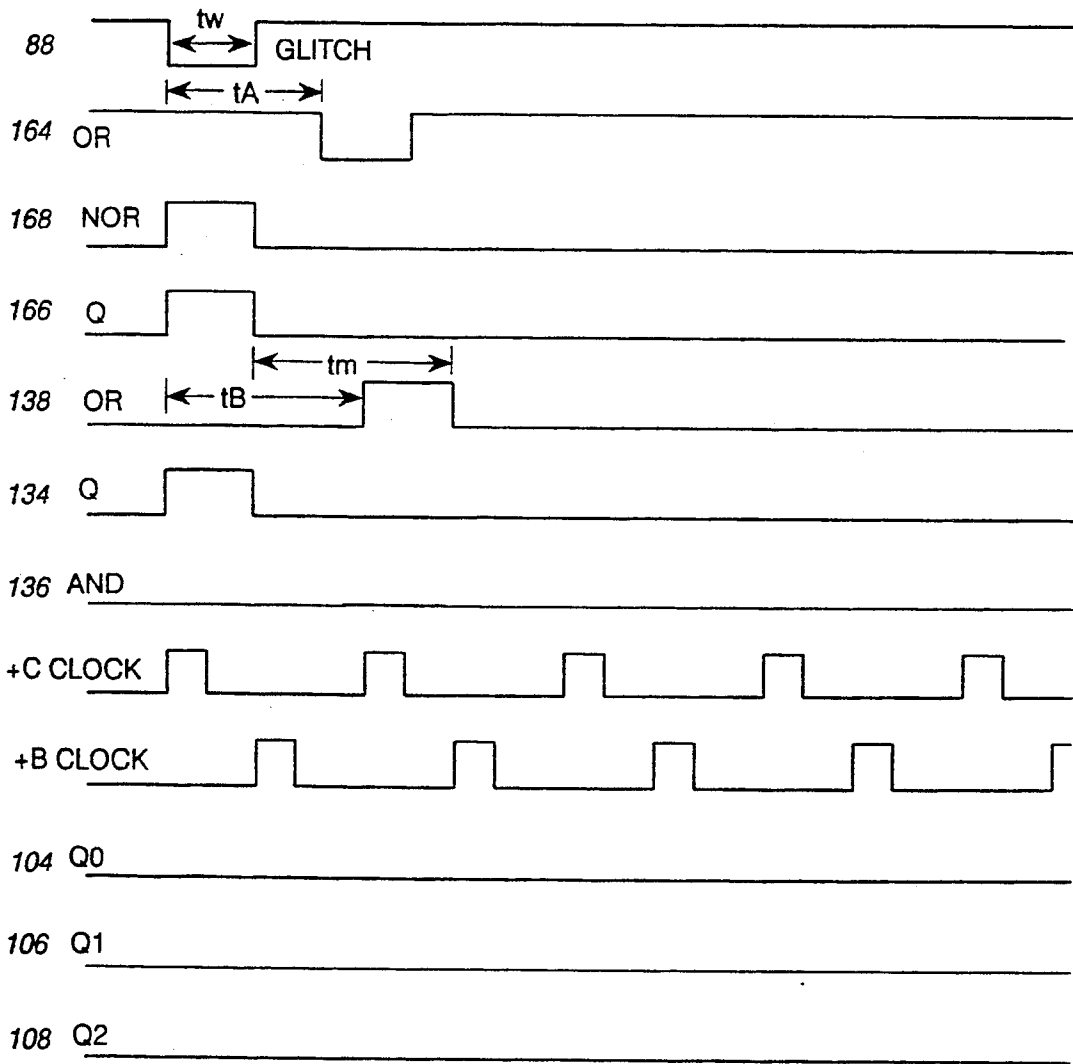 tw
88 GLITCH
tA
164 OR
168 NOR
166 Q
tm
138 OR tB
134 Q
136 AND
+C CLOCK
+B CLOCK
104 Q0
106 Q1
108 Q2